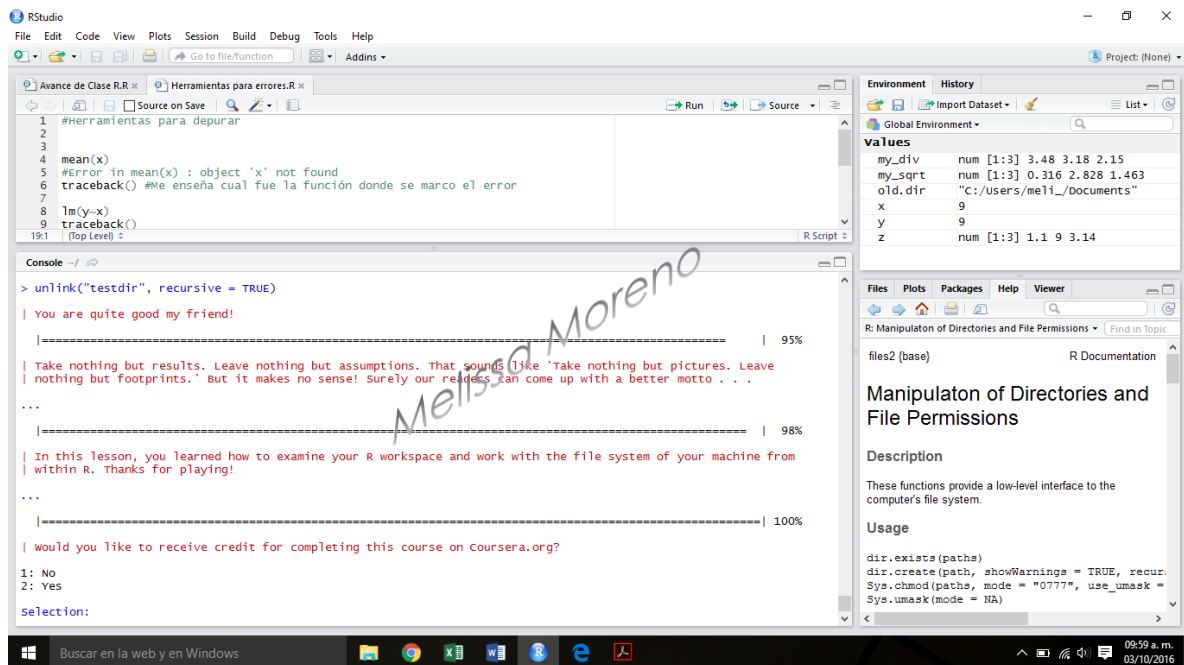 RStudio
File Edit Code View Plots Session Build Debug Tools Help
Go to file/function Addins Project: (None)
Avance de Clase R.R Herramientas para errores.R
Source on Save Run Source
1 #Herramientas para depurar
2
3
4 mean(x)
5 #Error in mean(x) : object 'x' not found
6 traceback() #Me enseña cual fue la función donde se marco el error
7
8 lm(y~x)
9 traceback()
19:1 (Top Level) R Script
Console ~/
> unlink("testdir", recursive = TRUE)
| You are quite good my friend!
|===================================================================================================| 95%
| Take nothing but results. Leave nothing but assumptions. That sounds like 'Take nothing but pictures. Leave
| nothing but footprints.' But it makes no sense! Surely our readers can come up with a better motto . . .
...
|======================================================================================================| 98%
| In this lesson, you learned how to examine your R workspace and work with the file system of your machine from
| within R. Thanks for playing!
...
|========================================================================================================| 100%
| Would you like to receive credit for completing this course on Coursera.org?
1: No
2: Yes
Selection:
Melissa Moreno
Environment History
Import Dataset List
Global Environment
Values
my_div num [1:3] 3.48 3.18 2.15
my_sqrt num [1:3] 0.316 2.828 1.463
old.dir "C:/Users/meli_/Documents"
x 9
y 9
z num [1:3] 1.1 9 3.14
Files Plots Packages Help Viewer
R: Manipulaton of Directories and File Permissions Find in Topic
files2 {base} R Documentation
Manipulaton of Directories and
File Permissions
Description
These functions provide a low-level interface to the
computer's file system.
Usage
dir.exists(paths)
dir.create(path, showWarnings = TRUE, recur
Sys.chmod(paths, mode = "0777", use_umask =
Sys.umask(mode = NA)
Buscar en la web y en Windows
09:59 a. m.
03/10/2016